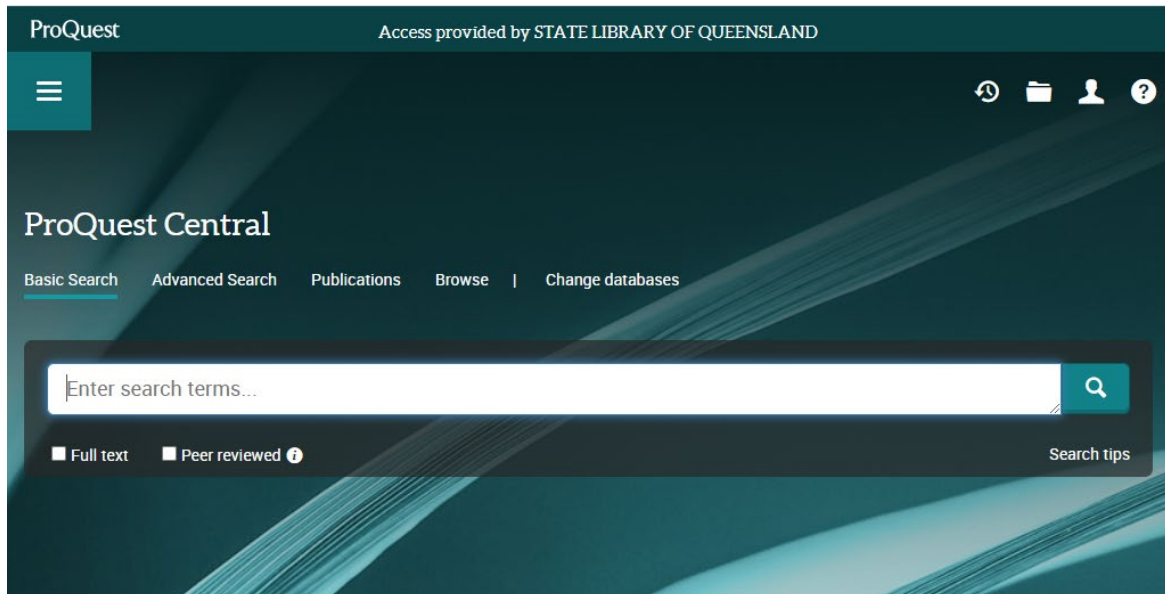 ProQuest Access provided by STATE LIBRARY OF QUEENSLAND
?
ProQuest Central
Basic Search Advanced Search Publications Browse | Change databases
Enter search terms...
Full text Peer reviewed i Search tips